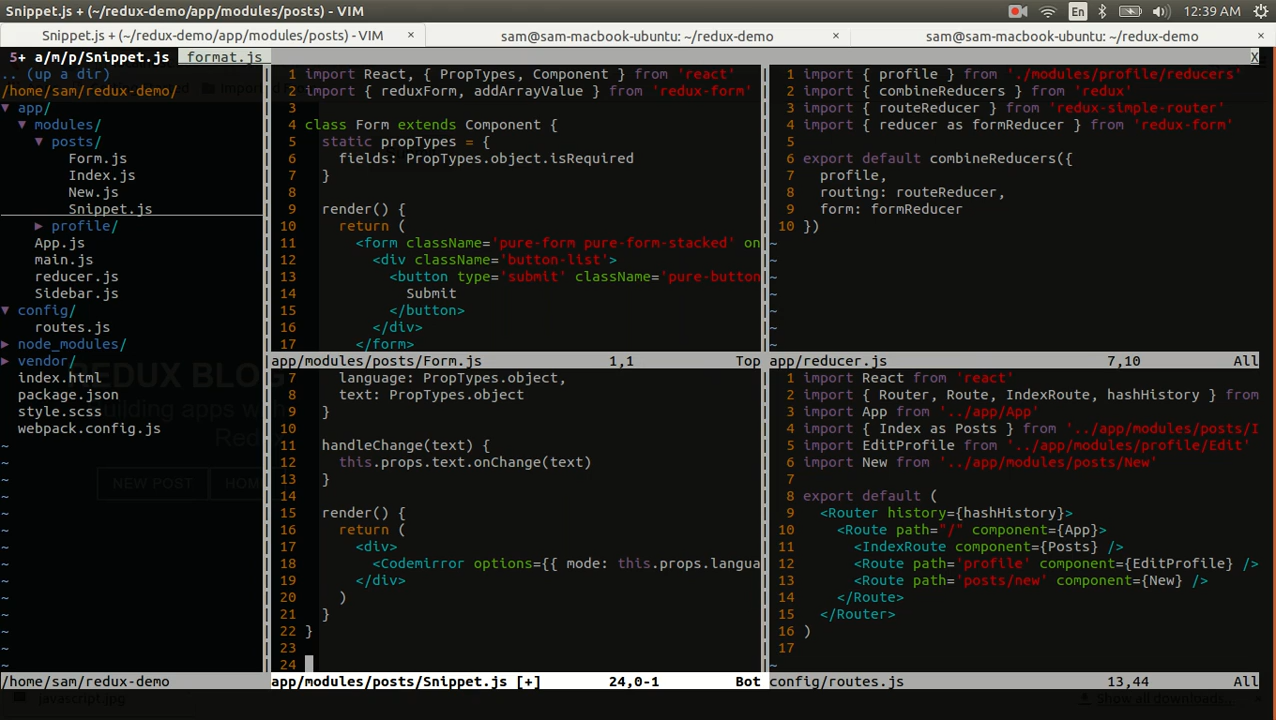 Snippet.js + (~/redux-demo/app/modules/posts) - VIM
En
12:39 AM
Snippet.js + (~/redux-demo/app/modules/posts) - VIM ×
sam@sam-macbook-ubuntu: ~/redux-demo ×
sam@sam-macbook-ubuntu: ~/redux-demo ×
5+ a/m/p/Snippet.js format.js X
.. (up a dir)
/home/sam/redux-demo/
▼ app/
▼ modules/
▼ posts/
Form.js
Index.js
New.js
Snippet.js
▶ profile/
App.js
main.js
reducer.js
Sidebar.js
▼ config/
routes.js
▶ node_modules/
▶ vendor/
index.html
package.json
style.scss
webpack.config.js
~
~
~
~
~
~
~
~
~
~
~
~
~
~
REDUX BLOG
building apps with
Redux
NEW POST
HOM
/home/sam/redux-demo
1 import React, { PropTypes, Component } from 'react'
2 import { reduxForm, addArrayValue } from 'redux-form'
3
4 class Form extends Component {
5 static propTypes = {
6 fields: PropTypes.object.isRequired
7 }
8
9 render() {
10 return (
11 <form className='pure-form pure-form-stacked' on
12 <div className='button-list'>
13 <button type='submit' className='pure-button
14 Submit
15 </button>
16 </div>
17 </form>
app/modules/posts/Form.js 1,1 Top
7 language: PropTypes.object,
8 text: PropTypes.object
9 }
10
11 handleChange(text) {
12 this.props.text.onChange(text)
13 }
14
15 render() {
16 return (
17 <div>
18 <Codemirror options={{ mode: this.props.langua
19 </div>
20 )
21 }
22 }
23
24
app/modules/posts/Snippet.js [+] 24,0-1 Bot
1 import { profile } from './modules/profile/reducers'
2 import { combineReducers } from 'redux'
3 import { routeReducer } from 'redux-simple-router'
4 import { reducer as formReducer } from 'redux-form'
5
6 export default combineReducers({
7 profile,
8 routing: routeReducer,
9 form: formReducer
10 })
~
~
~
~
~
~
~
app/reducer.js 7,10 All
1 import React from 'react'
2 import { Router, Route, IndexRoute, hashHistory } from
3 import App from '../app/App'
4 import { Index as Posts } from '../app/modules/posts/I
5 import EditProfile from '../app/modules/profile/Edit'
6 import New from '../app/modules/posts/New'
7
8 export default (
9 <Router history={hashHistory}>
10 <Route path="/" component={App}>
11 <IndexRoute component={Posts} />
12 <Route path='profile' component={EditProfile} />
13 <Route path='posts/new' component={New} />
14 </Route>
15 </Router>
16 )
17
~
config/routes.js 13,44 All
javascript.jpg
Show all downloads...